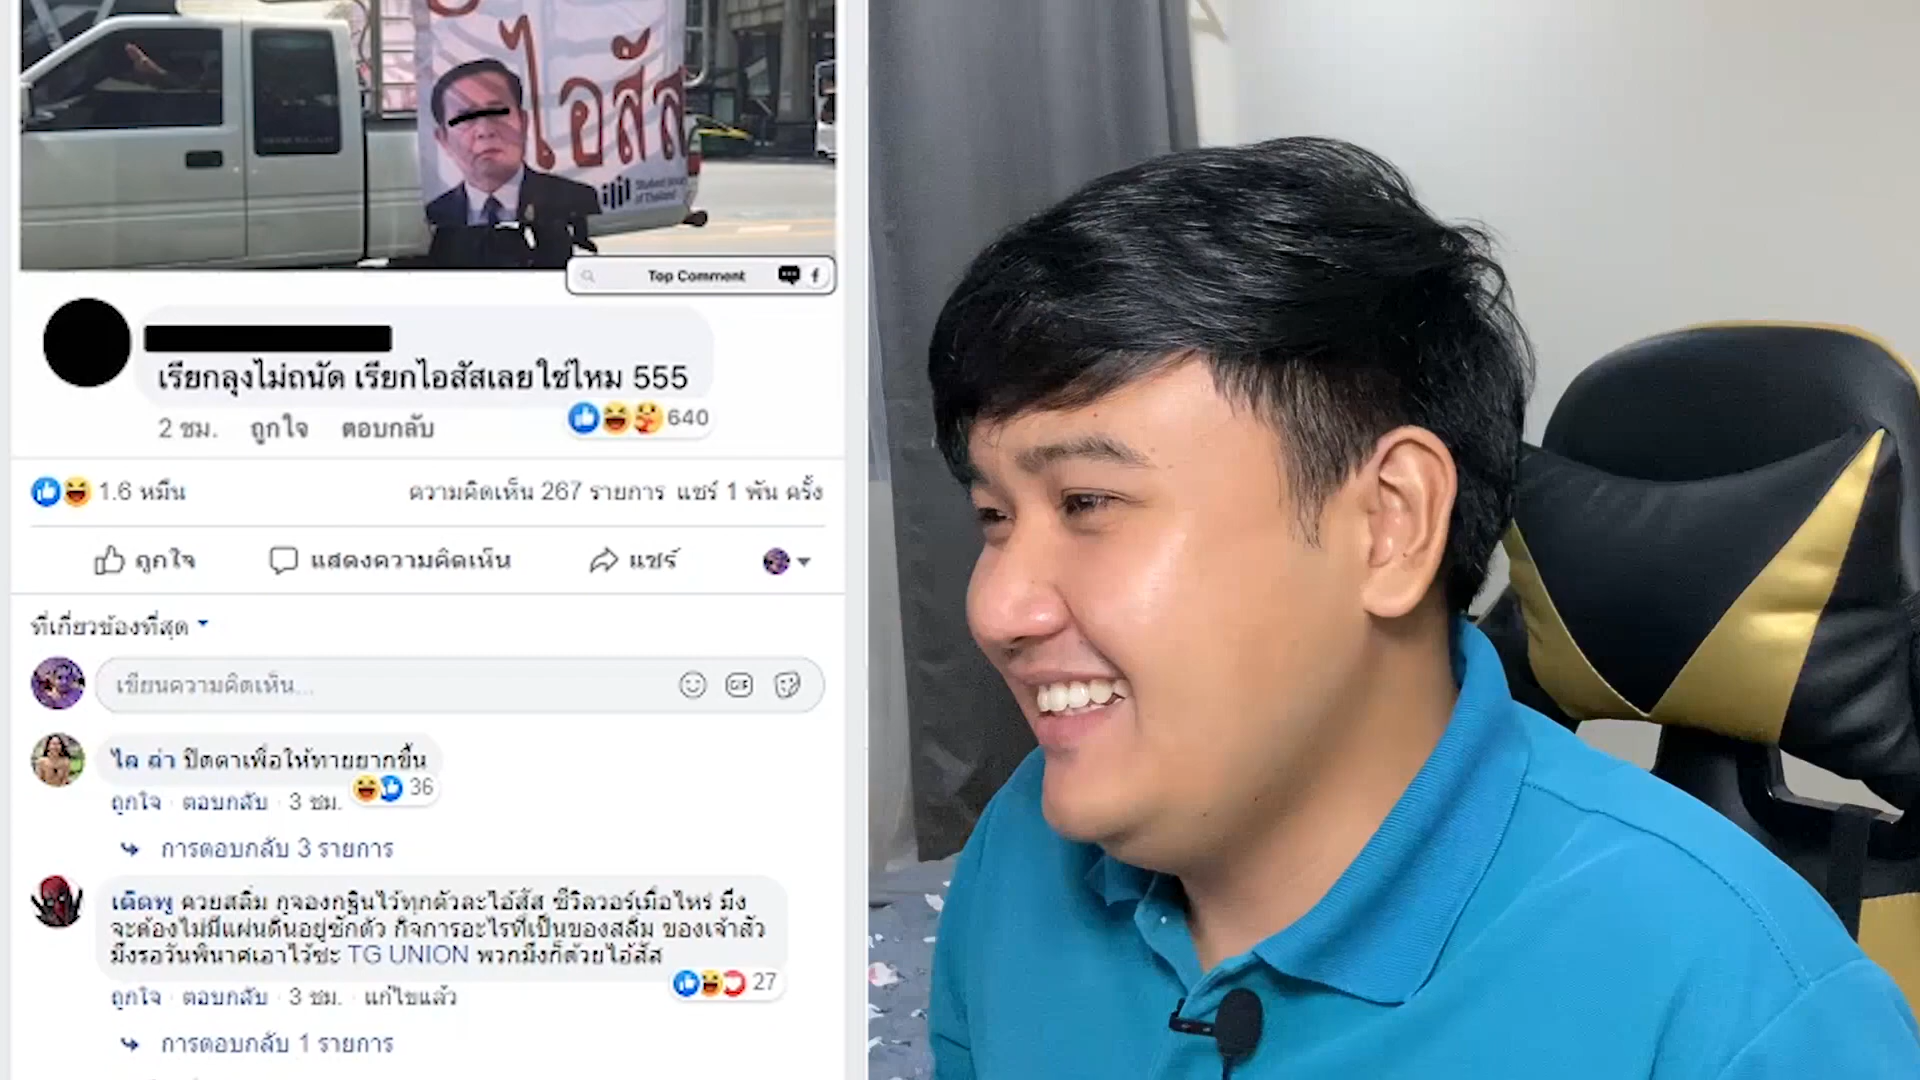 ไอสัส
Student Union
of Thailand
Top Comment
เรียกลุงไม่ถนัด เรียกไอสัสเลยใช่ไหม 555
2 ชม. ถูกใจ ตอบกลับ 640
1.6 หมื่น ความคิดเห็น 267 รายการ แชร์ 1 พัน ครั้ง
ถูกใจ แสดงความคิดเห็น แชร์
ที่เกี่ยวข้องที่สุด
เขียนความคิดเห็น...
GIF
ปิดตาเพื่อให้ทายยากขึ้น
ถูกใจ · ตอบกลับ · 3 ชม. 36
การตอบกลับ 3 รายการ
เดิดพู ควยสลิ่ม กูจองกฐินไว้ทุกตัวละไอ้สัส ซีวิลวอร์เมื่อไหร่ มึง
จะต้องไม่มีแผ่นดินอยู่ซักตัว กิจการอะไรที่เป็นของสลิ่ม ของเจ้าสัว
มึงรอวันพินาศเอาไว้ซะ TG UNION พวกมึงก็ด้วยไอ้สัส
ถูกใจ · ตอบกลับ · 3 ชม. · แก้ไขแล้ว 27
การตอบกลับ 1 รายการ